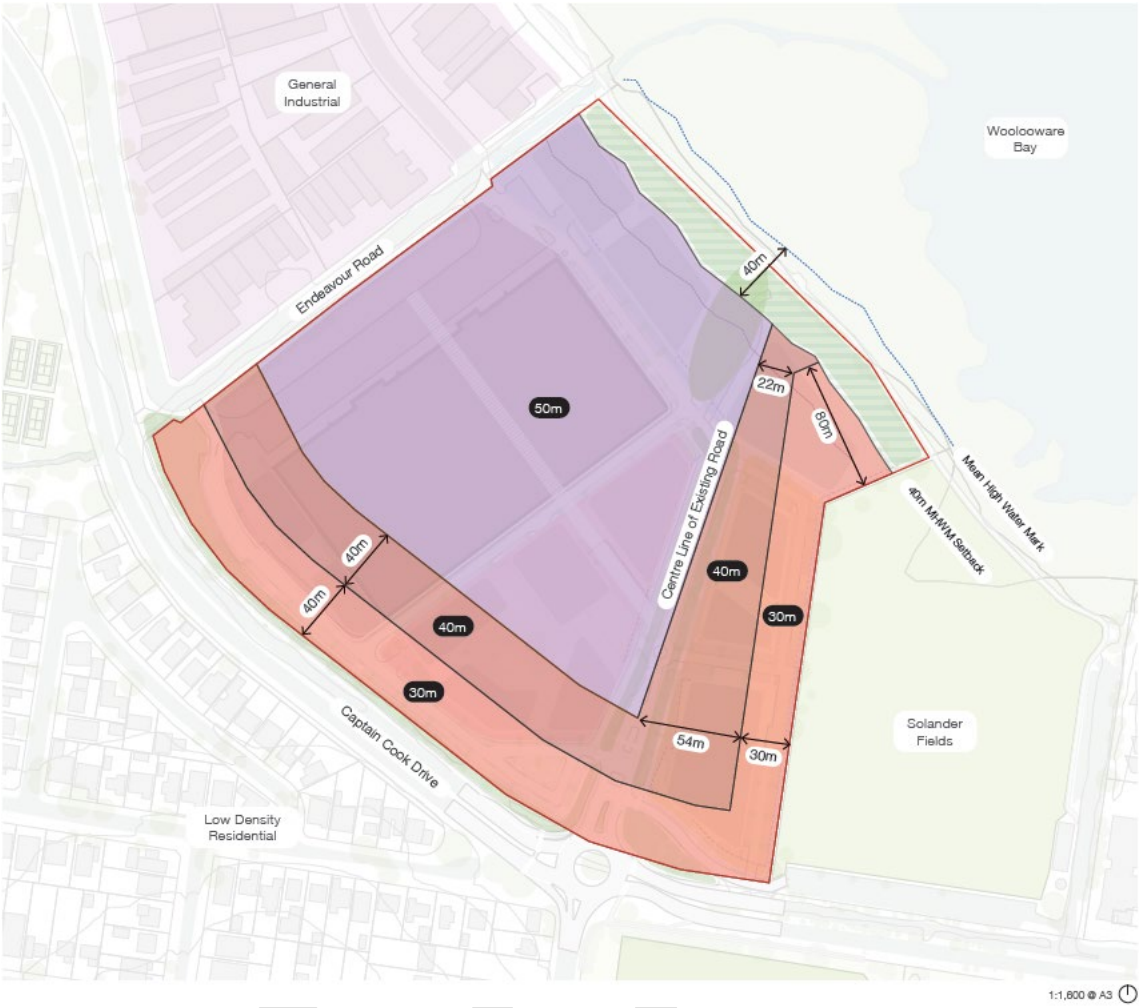 General
Industrial
Woolooware
Bay
Endeavour Road
40m
50m
22m
80m
Centre Line of Existing Road
Mean High Water Mark
40m MHWM Setback
40m
40m
40m
40m
30m
30m
Captain Cook Drive
54m
30m
Solander
Fields
Low Density
Residential
1:1,600 @ A3